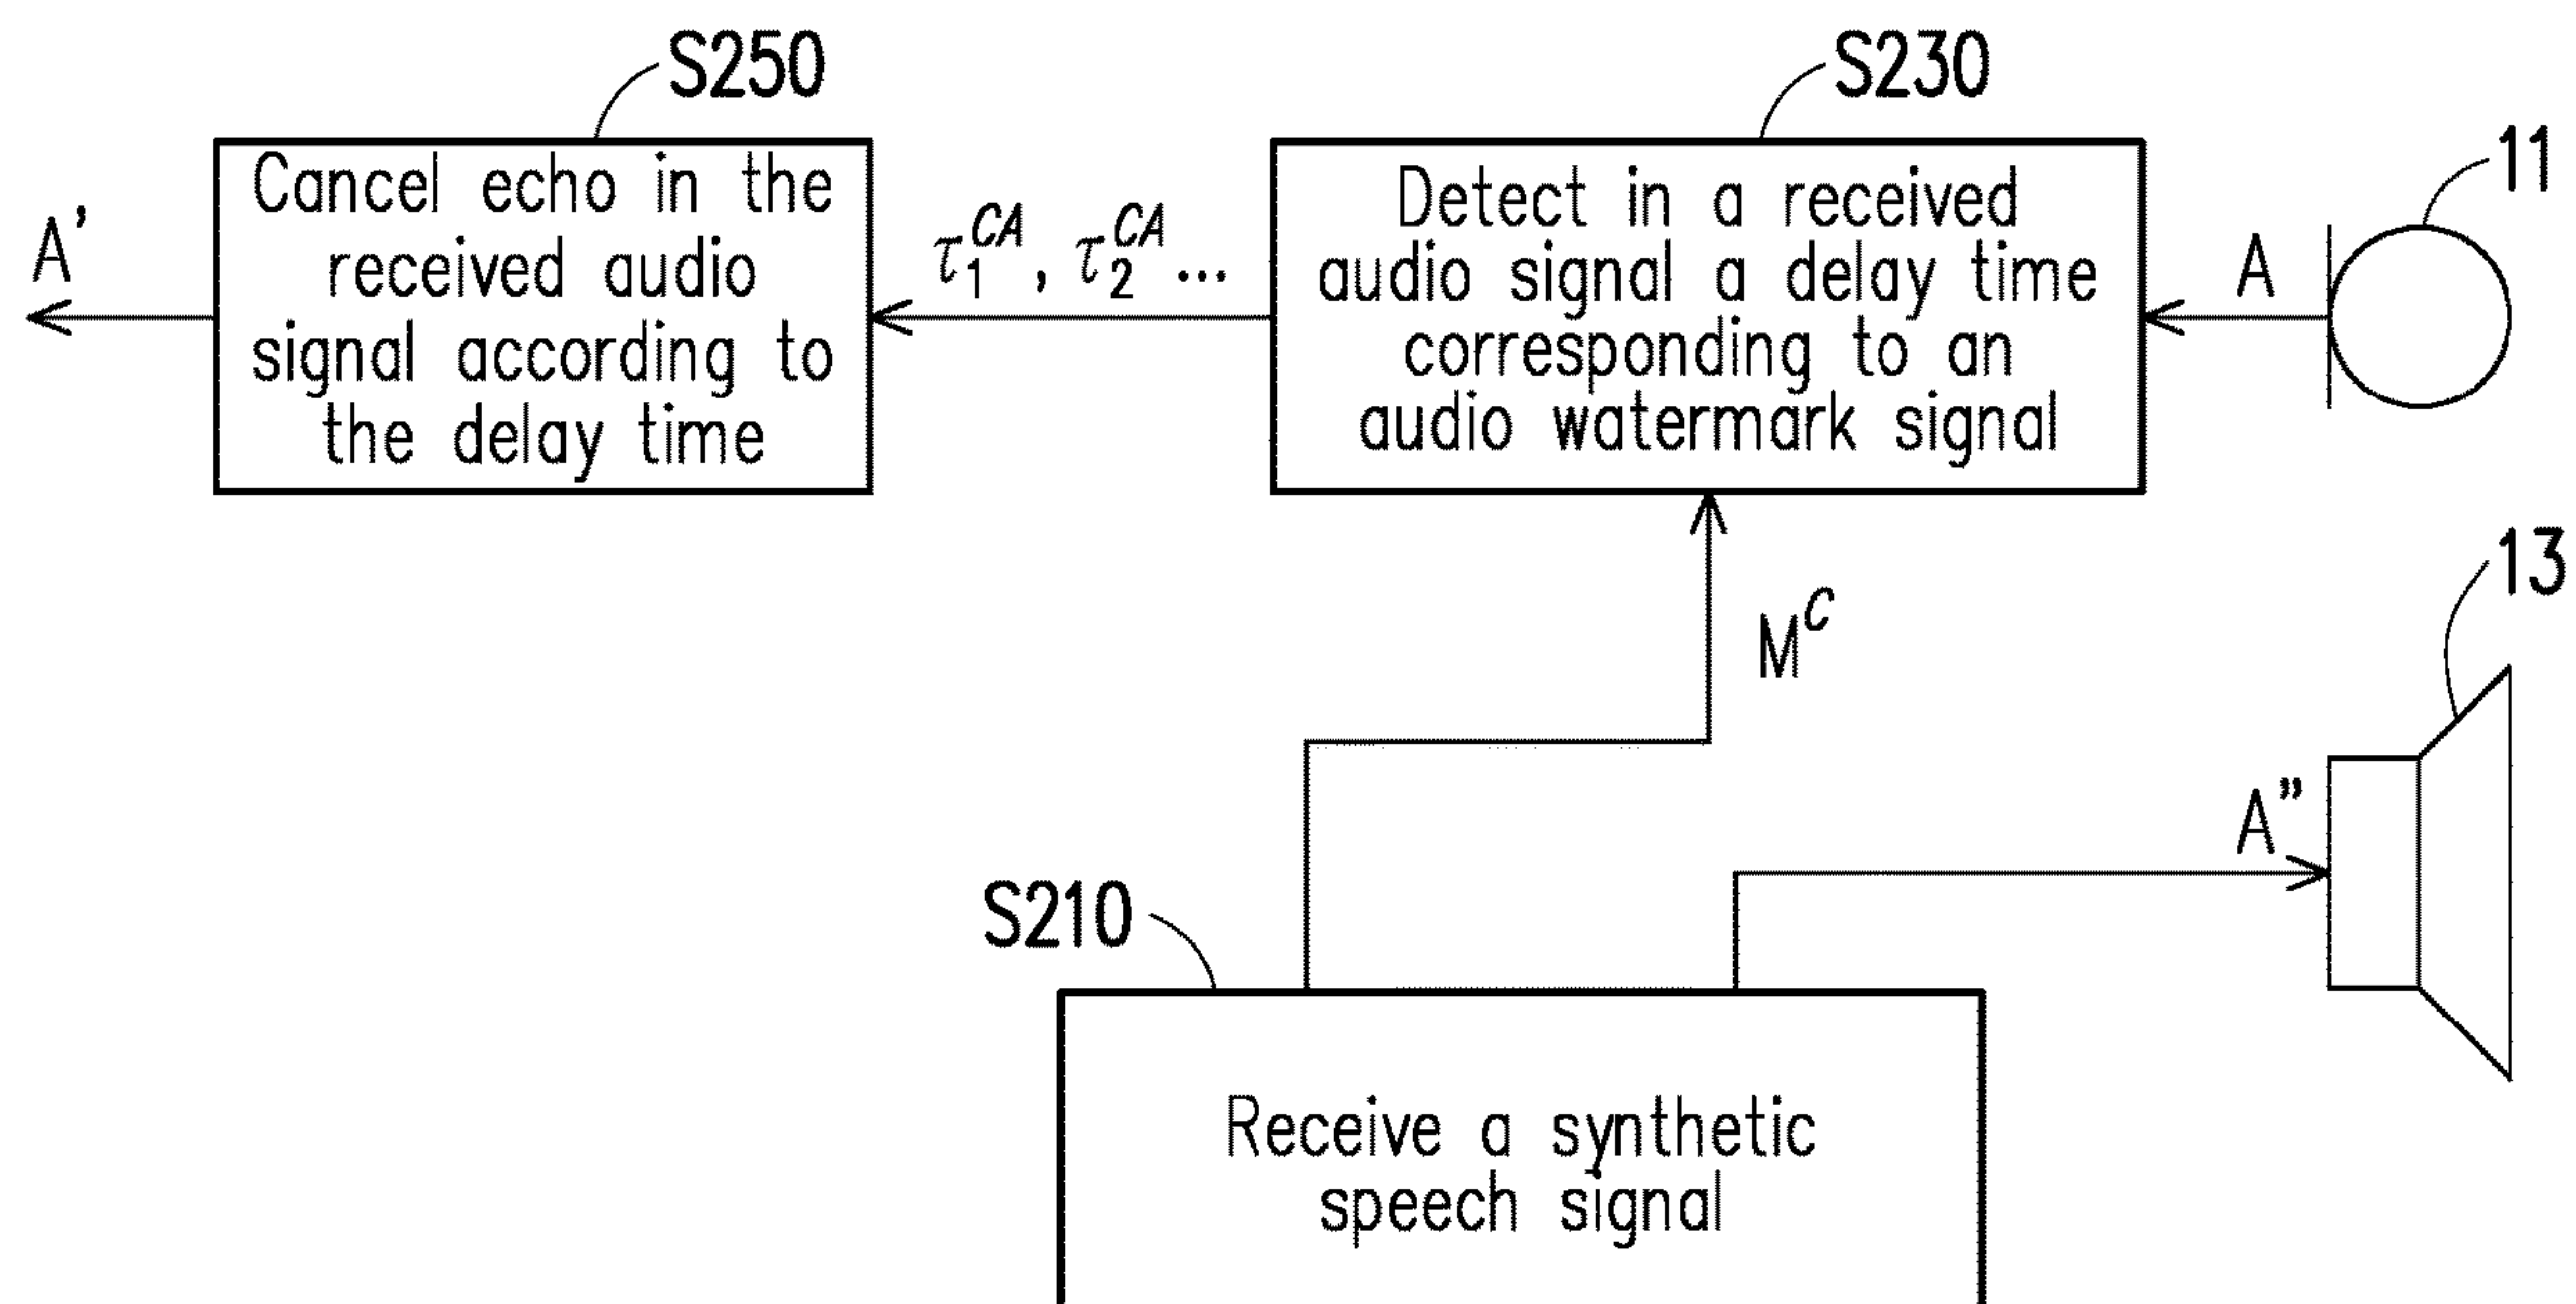 S250
S230
11
Cancel echo in the
received audio
signal according to
the delay time
Detect in a received
audio signal a delay time
corresponding to an
audio watermark signal
A'
τ₁ᶜᴬ, τ₂ᶜᴬ ...
A
13
Mᶜ
A"
S210
Receive a synthetic
speech signal